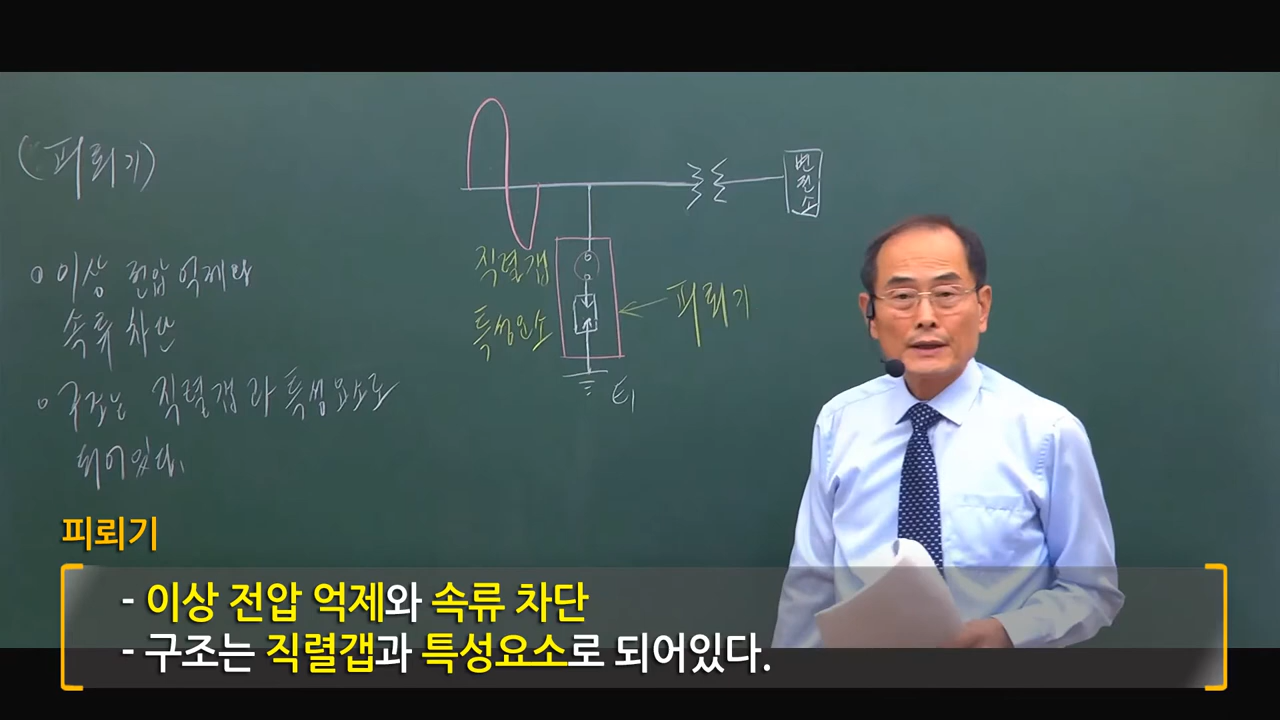 (피뢰기)
이상 전압 억제와
속류 차단
구조는 직렬갭과 특성요소로
되어있다.
변전소
직렬갭
특성요소
피뢰기
E₁
피뢰기
- 이상 전압 억제와 속류 차단
- 구조는 직렬갭과 특성요소로 되어있다.